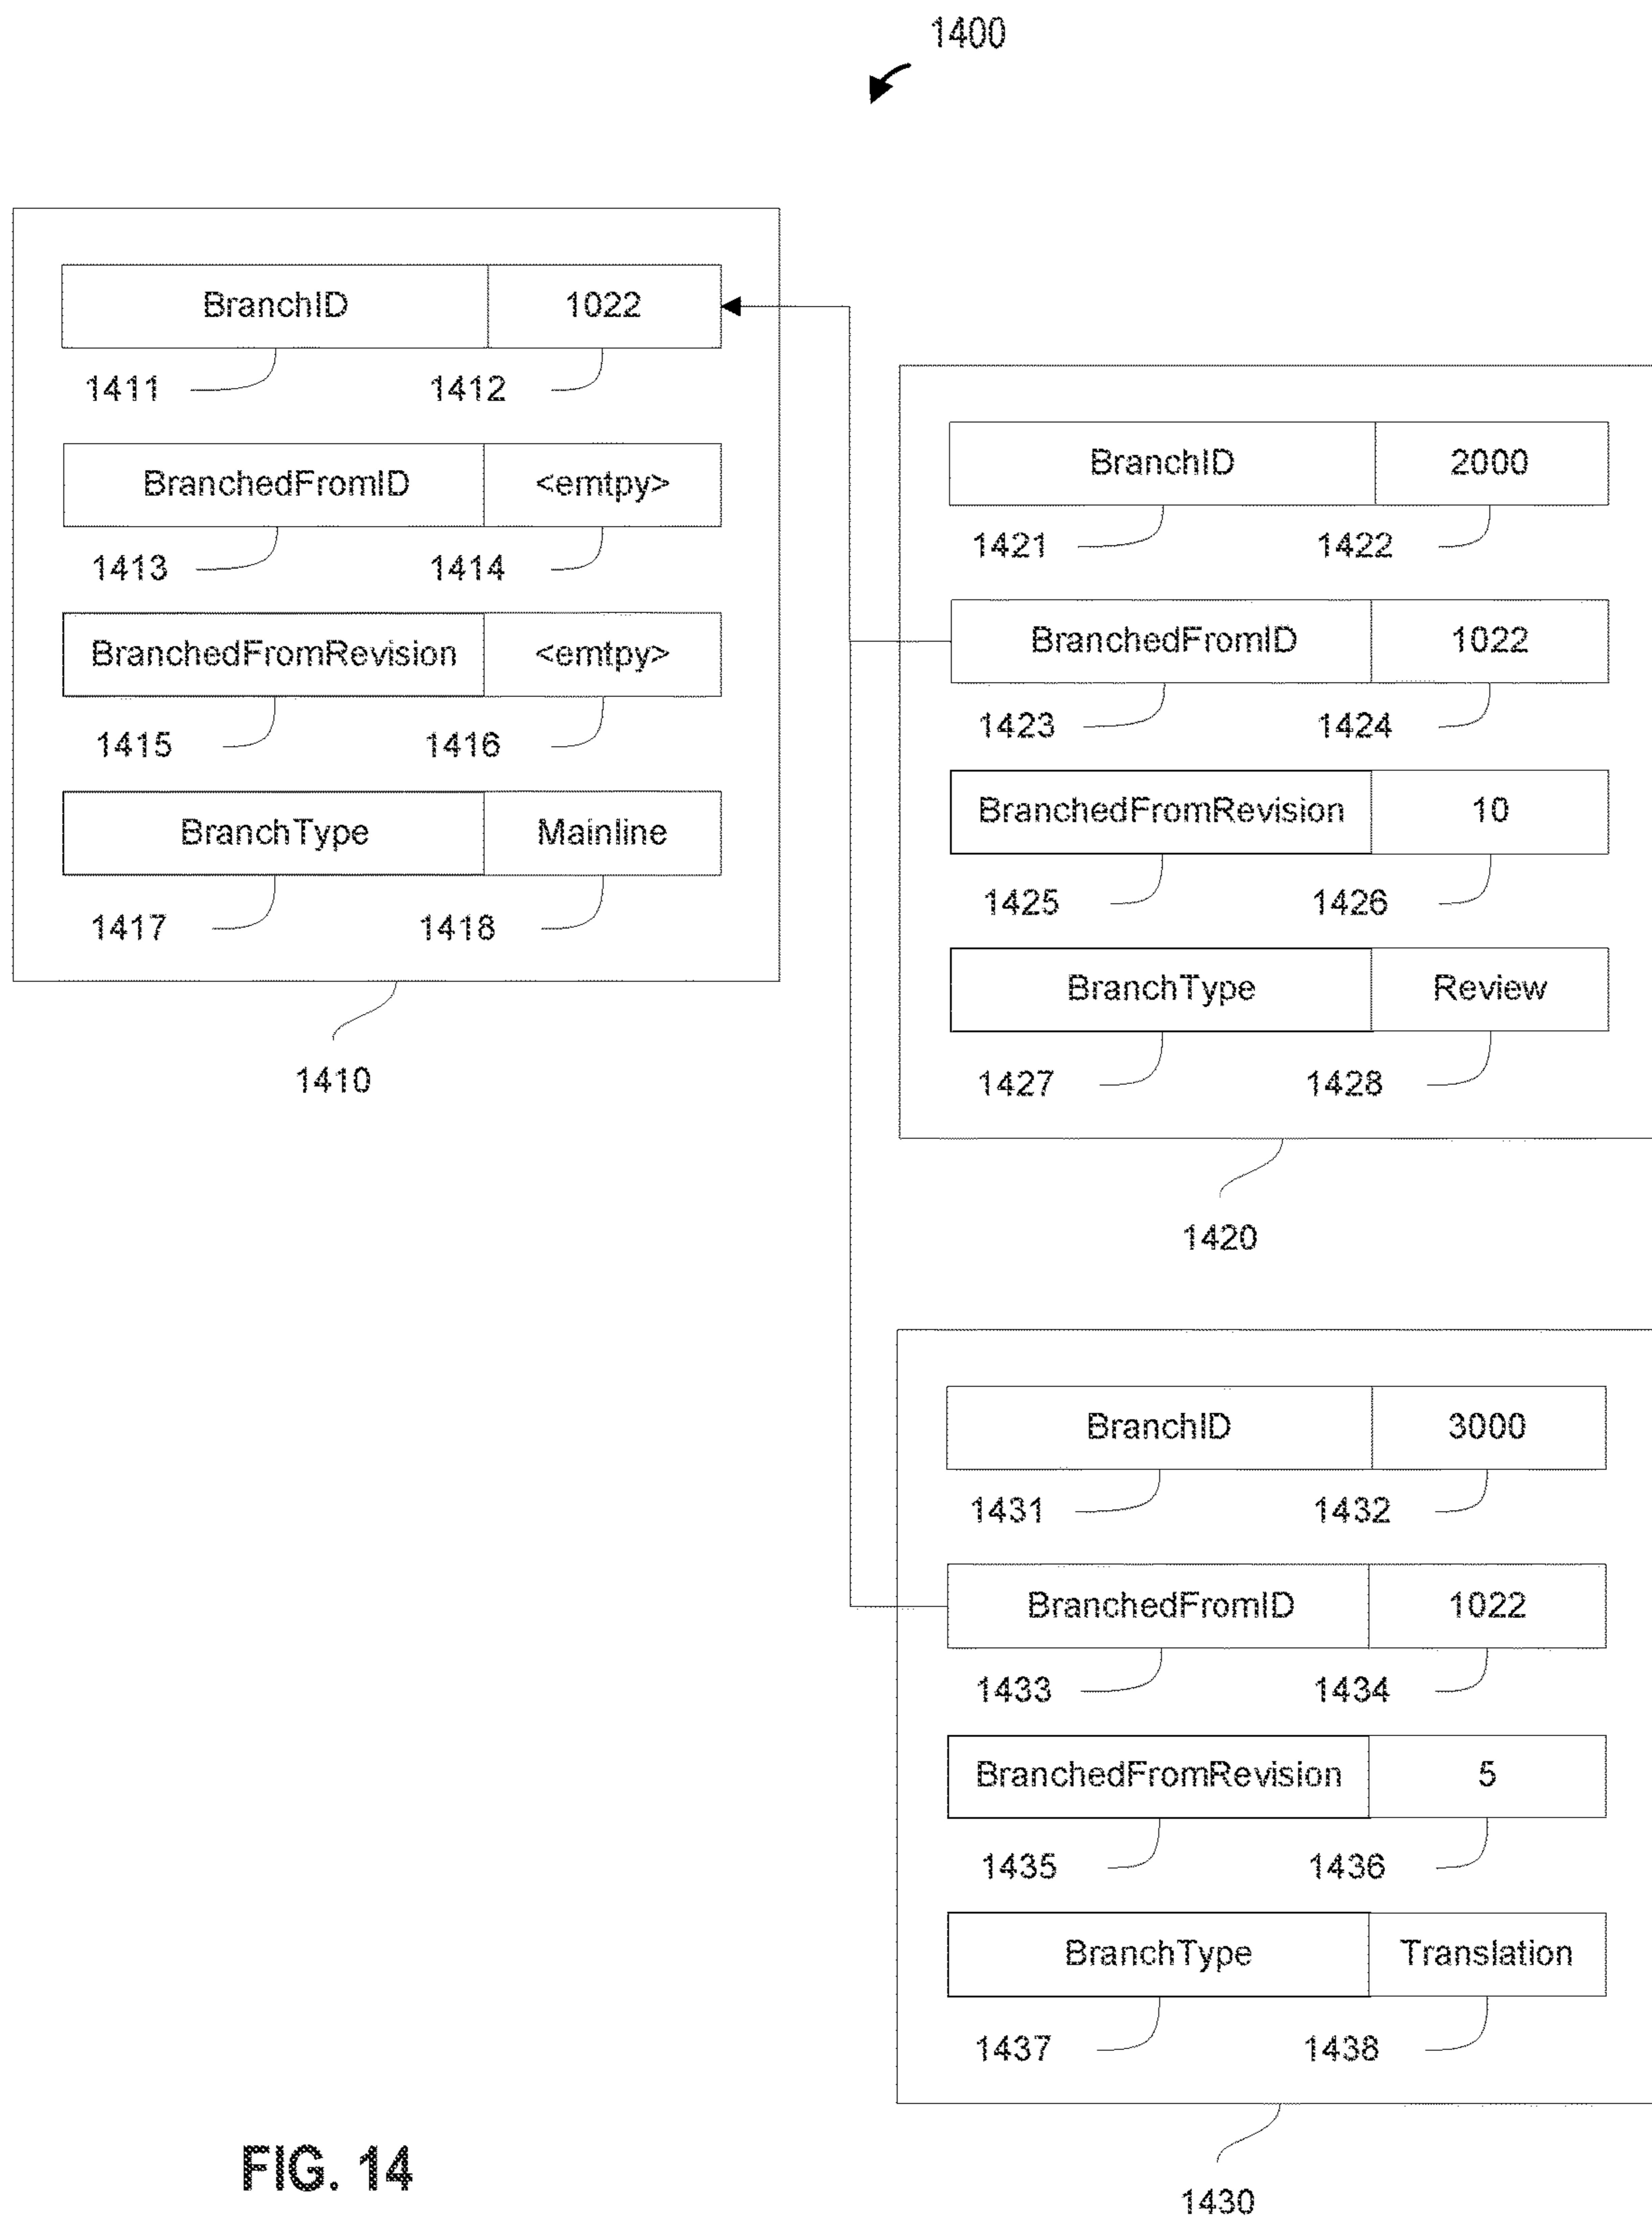 1400
BranchID 1022
1411 1412
BranchedFromID <emtpy>
1413 1414
BranchedFromRevision <emtpy>
1415 1416
BranchType Mainline
1417 1418
1410
BranchID 2000
1421 1422
BranchedFromID 1022
1423 1424
BranchedFromRevision 10
1425 1426
BranchType Review
1427 1428
1420
BranchID 3000
1431 1432
BranchedFromID 1022
1433 1434
BranchedFromRevision 5
1435 1436
BranchType Translation
1437 1438
1430
FIG. 14